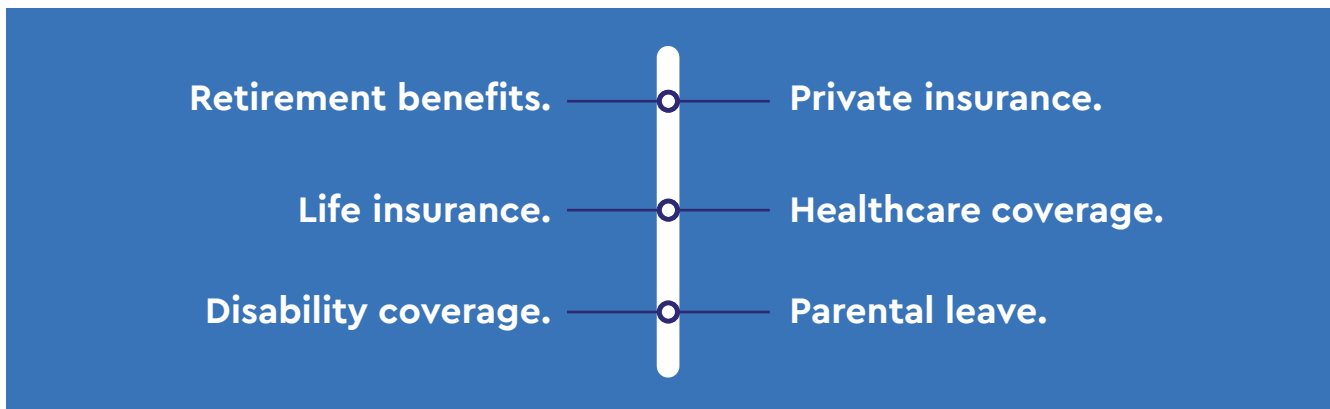 Retirement benefits.
Private insurance.
Life insurance.
Healthcare coverage.
Disability coverage.
Parental leave.